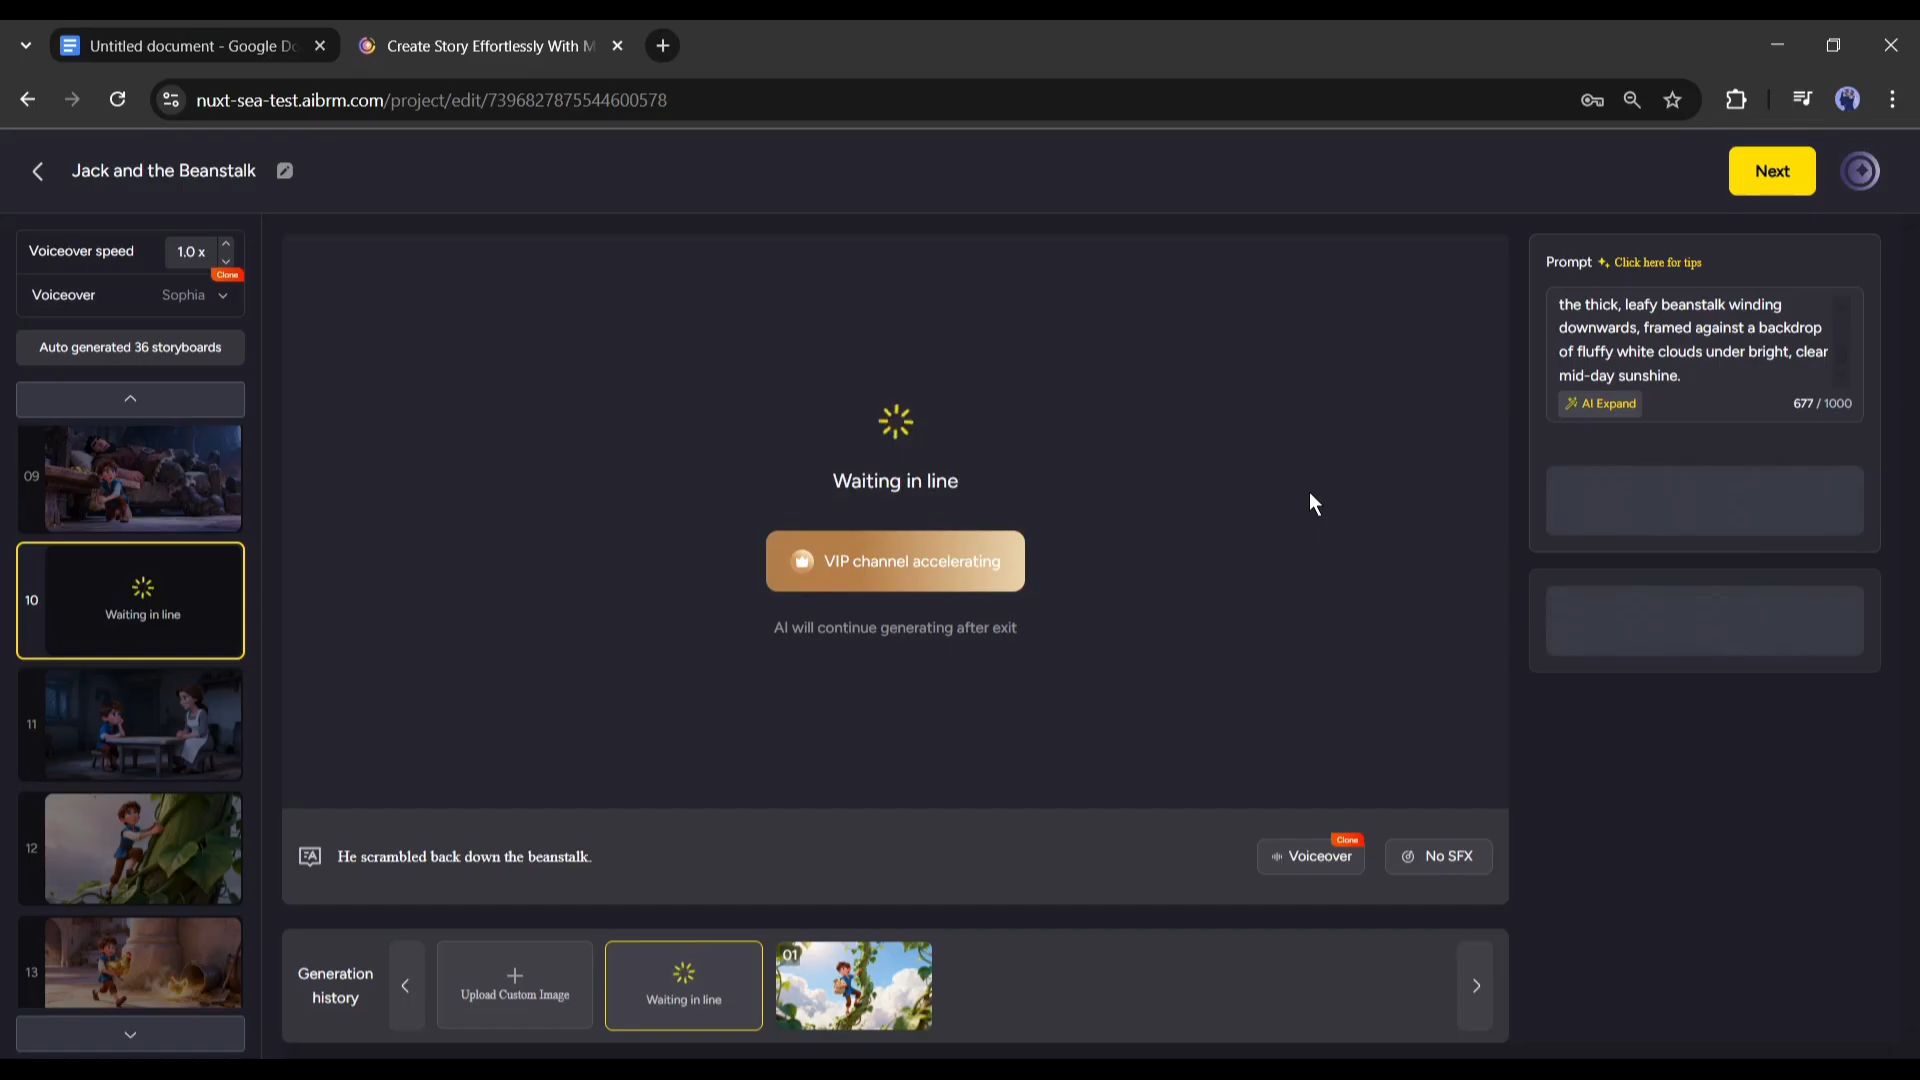 Untitled document - Google Do
Create Story Effortlessly With M
nuxt-sea-test.aibrm.com/project/edit/7396827875544600578
Jack and the Beanstalk
Next
Voiceover speed
1.0 x
Clone
Voiceover
Sophia
Auto generated 36 storyboards
09
10
Waiting in line
11
12
13
Waiting in line
VIP channel accelerating
AI will continue generating after exit
He scrambled back down the beanstalk.
Clone
Voiceover
No SFX
Generation
history
Upload Custom Image
Waiting in line
01
Prompt
Click here for tips
the thick, leafy beanstalk winding
downwards, framed against a backdrop
of fluffy white clouds under bright, clear
mid-day sunshine.
AI Expand
677 / 1000